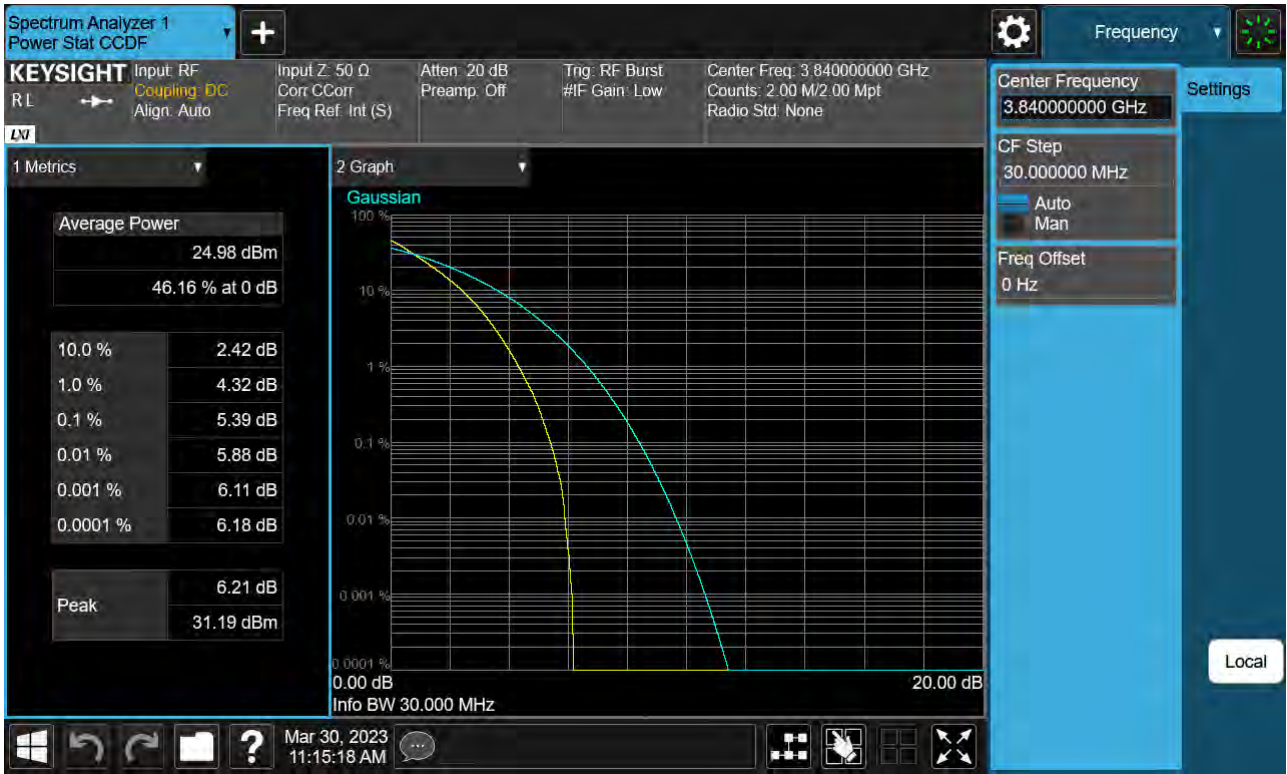 Spectrum Analyzer 1
Power Stat CCDF
+
Frequency
KEYSIGHT
RL
LXI
Input: RF
Coupling: DC
Align: Auto
Input Z: 50 Ω
Corr CCorr
Freq Ref: Int (S)
Atten: 20 dB
Preamp: Off
Trig: RF Burst
#IF Gain: Low
Center Freq: 3.840000000 GHz
Counts: 2.00 M/2.00 Mpt
Radio Std: None
Center Frequency
3.840000000 GHz
Settings
CF Step
30.000000 MHz
Auto
Man
Freq Offset
0 Hz
Local
1 Metrics
Average Power
24.98 dBm
46.16 % at 0 dB
10.0 % 2.42 dB
1.0 % 4.32 dB
0.1 % 5.39 dB
0.01 % 5.88 dB
0.001 % 6.11 dB
0.0001 % 6.18 dB
Peak
6.21 dB
31.19 dBm
2 Graph
Gaussian
100 %
10 %
1 %
0.1 %
0.01 %
0.001 %
0.0001 %
0.00 dB 20.00 dB
Info BW 30.000 MHz
?
Mar 30, 2023
11:15:18 AM